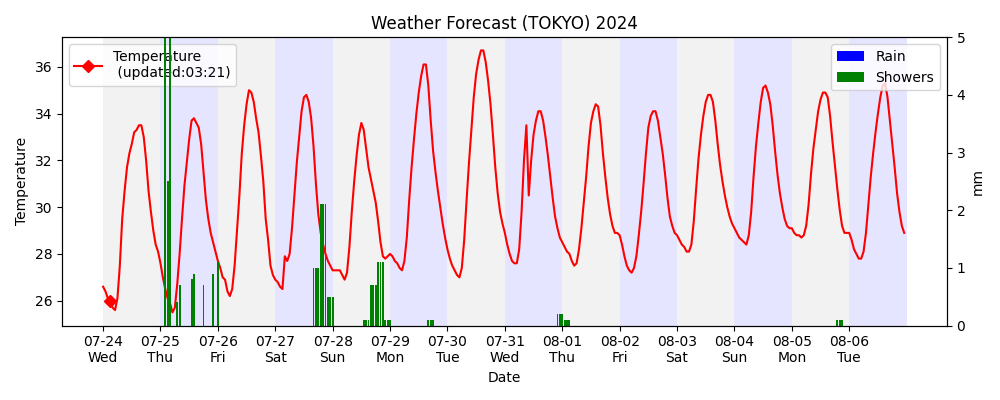 Weather Forecast (TOKYO) 2024
Temperature
(updated:03:21)
Rain
Showers
Temperature
36
34
32
30
28
26
5
4
3
2
1
0
mm
07-24 07-25 07-26 07-27 07-28 07-29 07-30 07-31 08-01 08-02 08-03 08-04 08-05 08-06
Wed Thu Fri Sat Sun Mon Tue Wed Thu Fri Sat Sun Mon Tue
Date